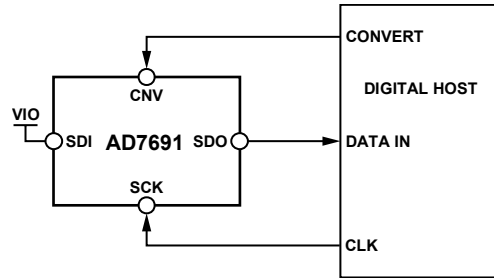 CONVERT
CNV
DIGITAL HOST
VIO
SDI AD7691 SDO
DATA IN
SCK
CLK